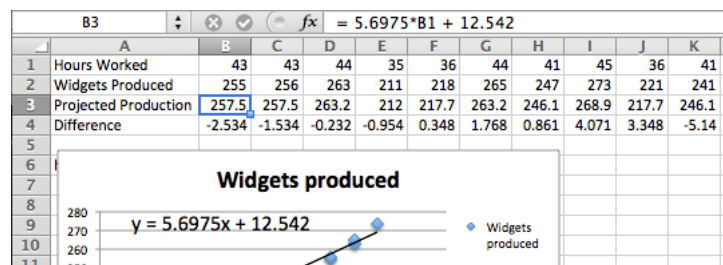 B3 fx = 5.6975*B1 + 12.542
A B C D E F G H I J K
1 Hours Worked 43 43 44 35 36 44 41 45 36 41
2 Widgets Produced 255 256 263 211 218 265 247 273 221 241
3 Projected Production 257.5 257.5 263.2 212 217.7 263.2 246.1 268.9 217.7 246.1
4 Difference -2.534 -1.534 -0.232 -0.954 0.348 1.768 0.861 4.071 3.348 -5.14
5
6
7
Widgets produced
8
280
9
y = 5.6975x + 12.542
270
Widgets
10
produced
260
11